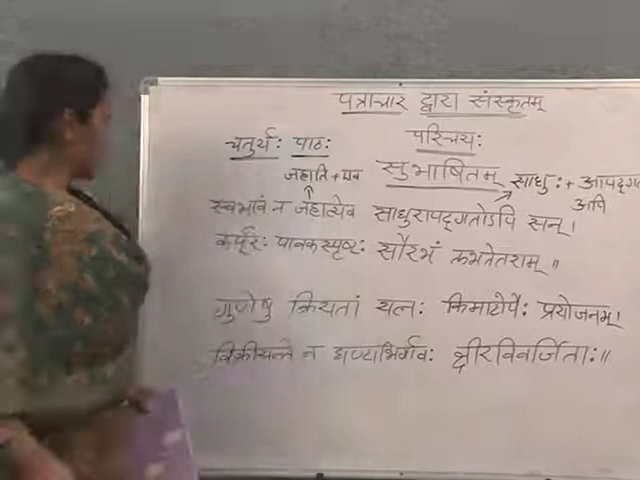 पत्राचार द्वारा संस्कृतम्
चतुर्थः पाठः परिचयः
जहाति + एव सुभाषितम् साधुः + आपद्गत
अपि
स्वभावं न जहात्येव साधुरापद्गतोऽपि सन्।
कर्पूरः पावकस्पृष्टः सौरभं लभतेतराम्॥
गुणेषु क्रियतां यत्नः किमाटोपैः प्रयोजनम्।
विक्रीयन्ते न घण्टाभिर्गावः क्षीरविवर्जिताः॥